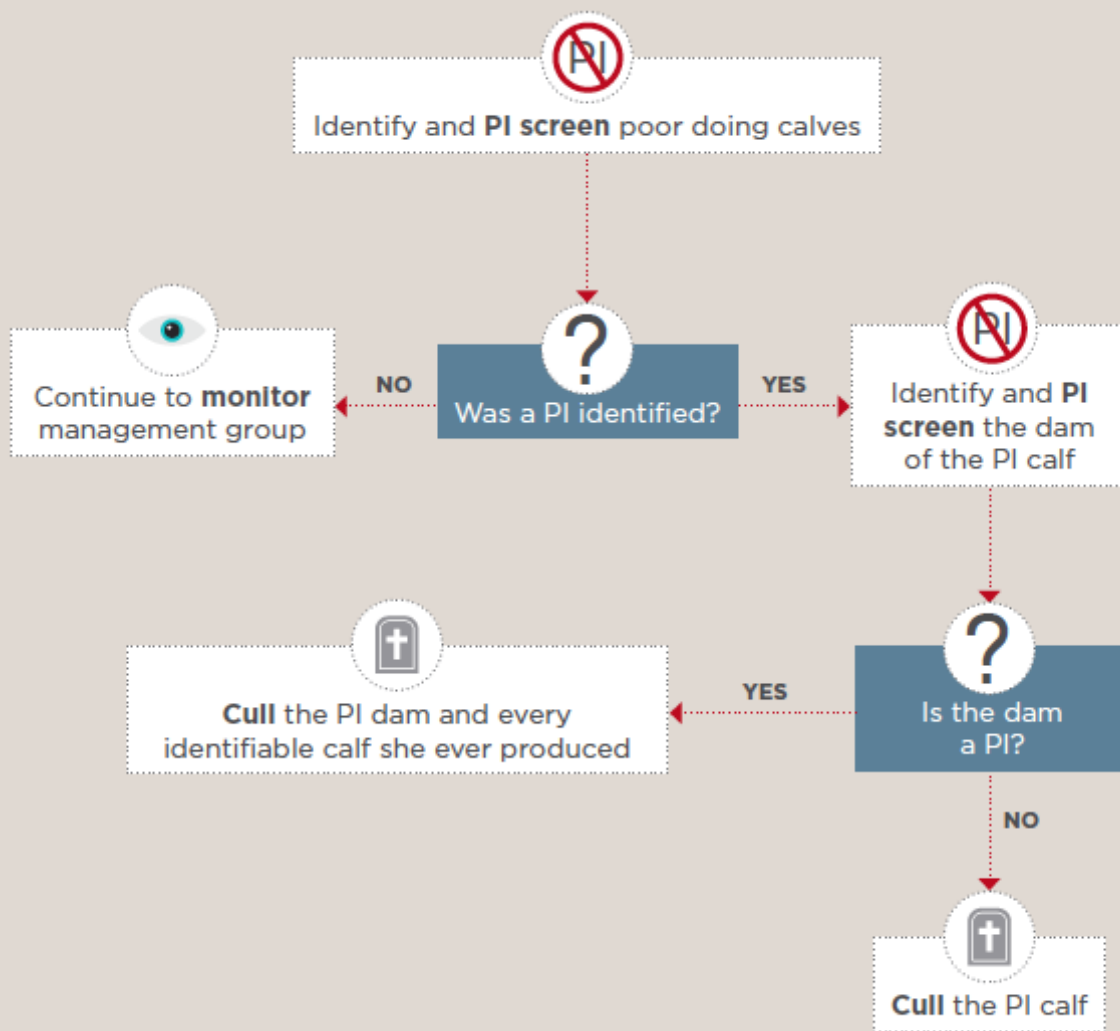 PI
Identify and PI screen poor doing calves
?
Was a PI identified?
NO
Continue to monitor
management group
YES
PI
Identify and PI
screen the dam
of the PI calf
?
Is the dam
a PI?
YES
Cull the PI dam and every
identifiable calf she ever produced
NO
Cull the PI calf